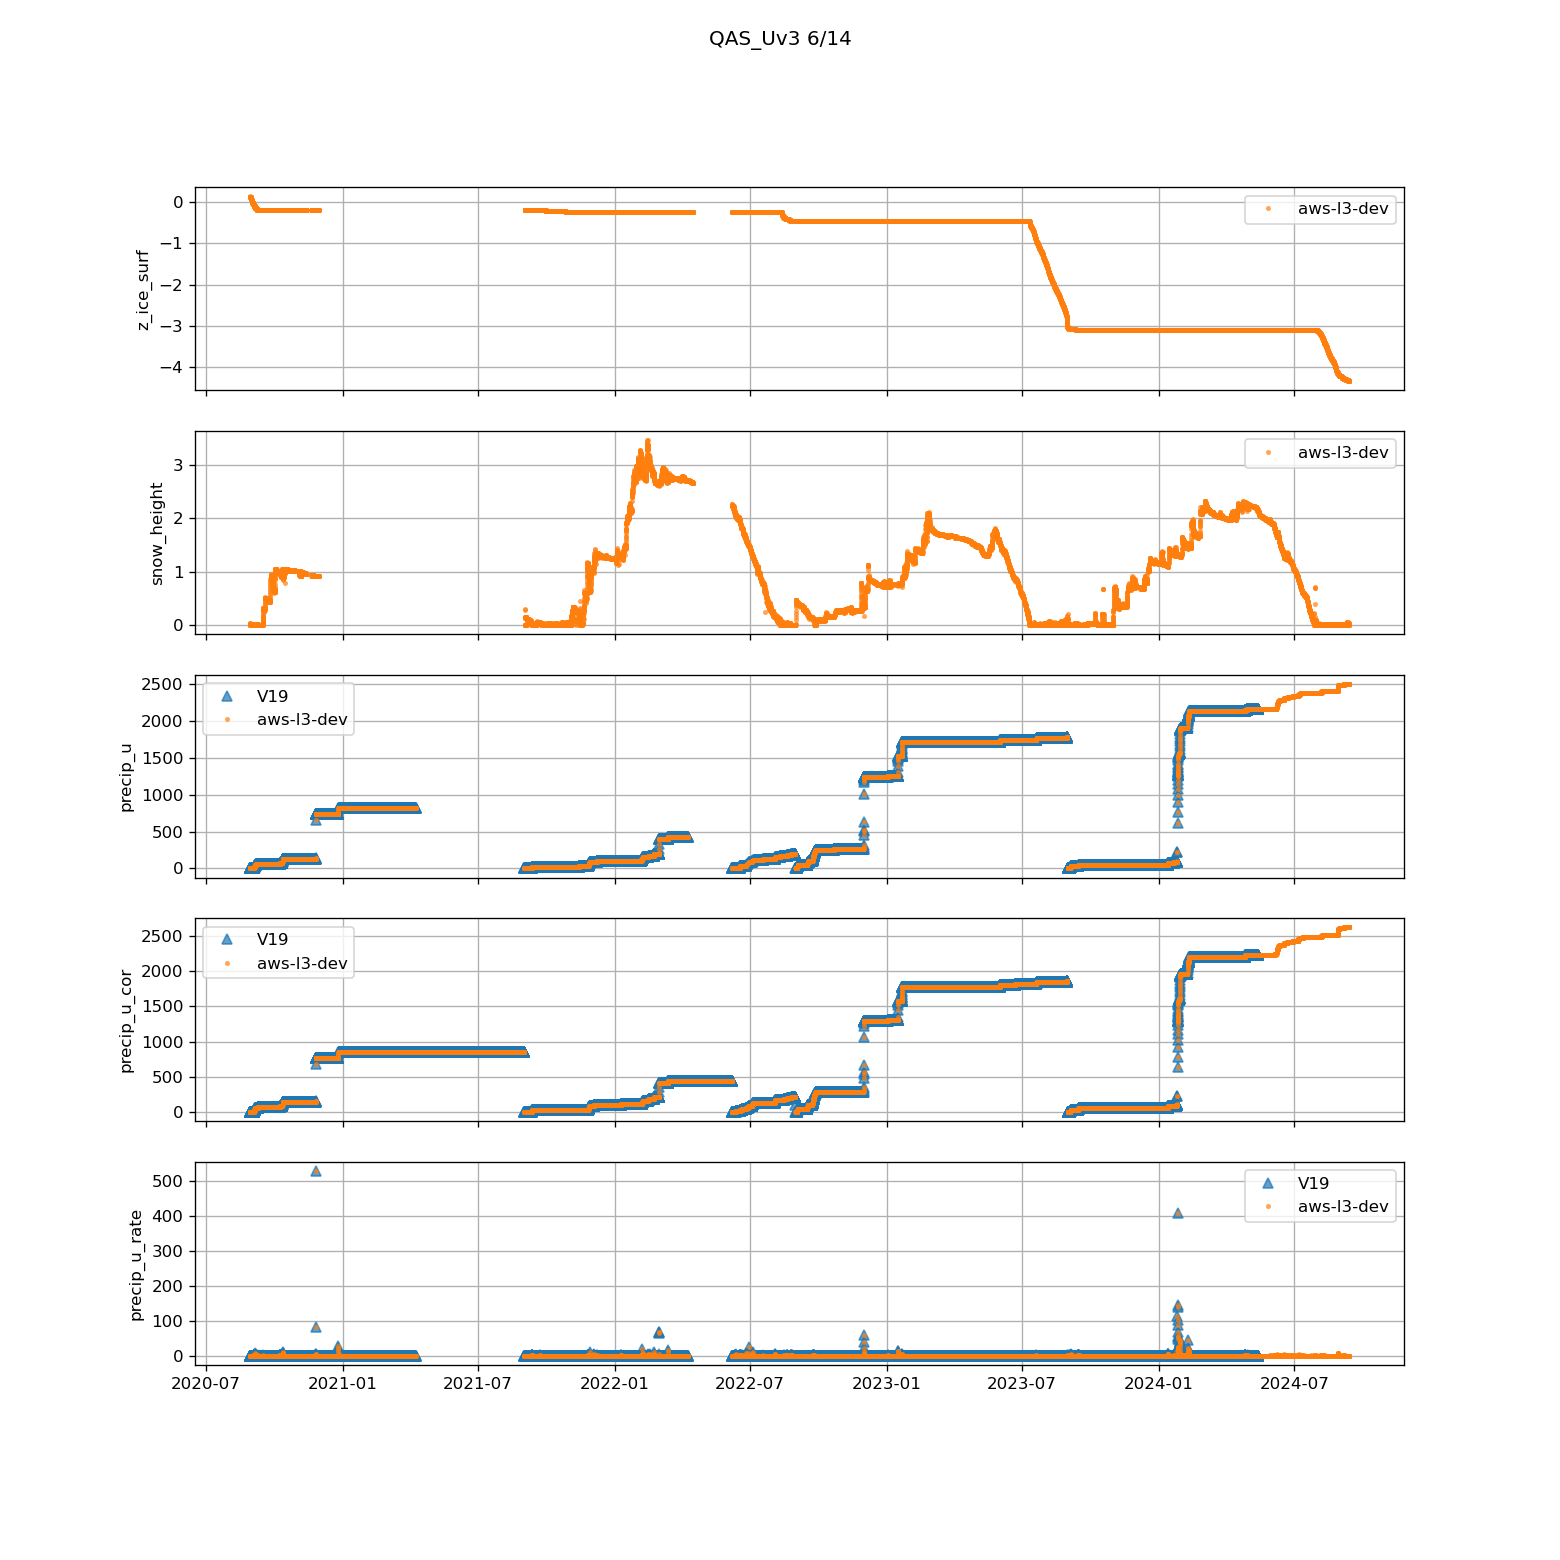 QAS_Uv3 6/14
z_ice_surf
0
−1
−2
−3
−4
aws-l3-dev
snow_height
3
2
1
0
aws-l3-dev
precip_u
2500
2000
1500
1000
500
0
V19
aws-l3-dev
precip_u_cor
2500
2000
1500
1000
500
0
V19
aws-l3-dev
precip_u_rate
500
400
300
200
100
0
V19
aws-l3-dev
2020-07 2021-01 2021-07 2022-01 2022-07 2023-01 2023-07 2024-01 2024-07